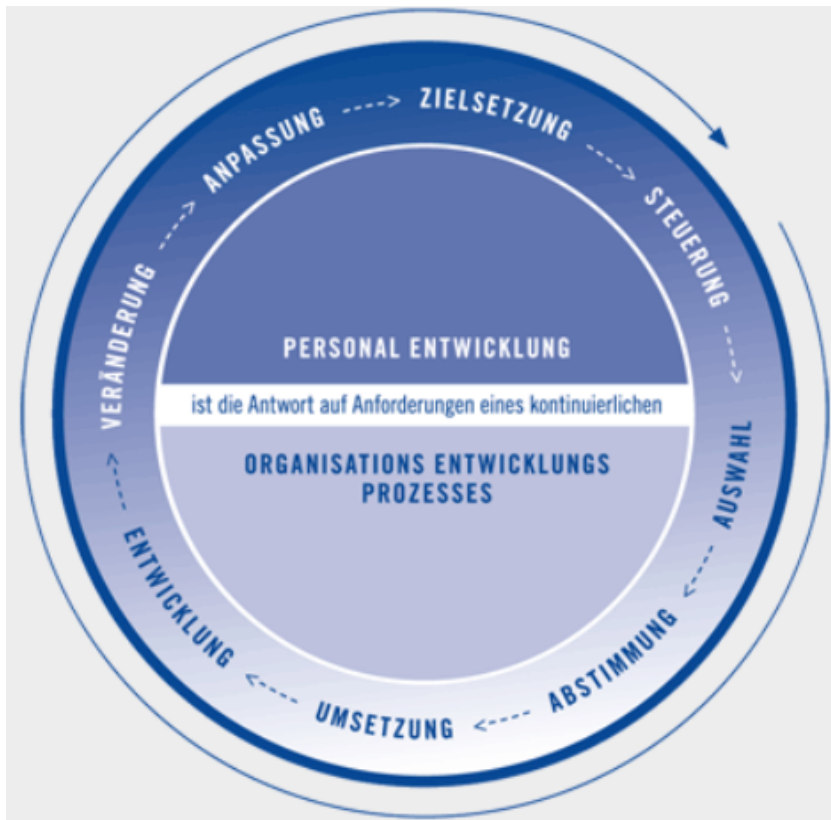 ZIELSETZUNG ---->
STEUERUNG ---->
AUSWAHL ---->
ABSTIMMUNG ---->
UMSETZUNG ---->
ENTWICKLUNG ---->
VERÄNDERUNG ---->
ANPASSUNG ---->
PERSONAL ENTWICKLUNG
ist die Antwort auf Anforderungen eines kontinuierlichen
ORGANISATIONS ENTWICKLUNGS
PROZESSES